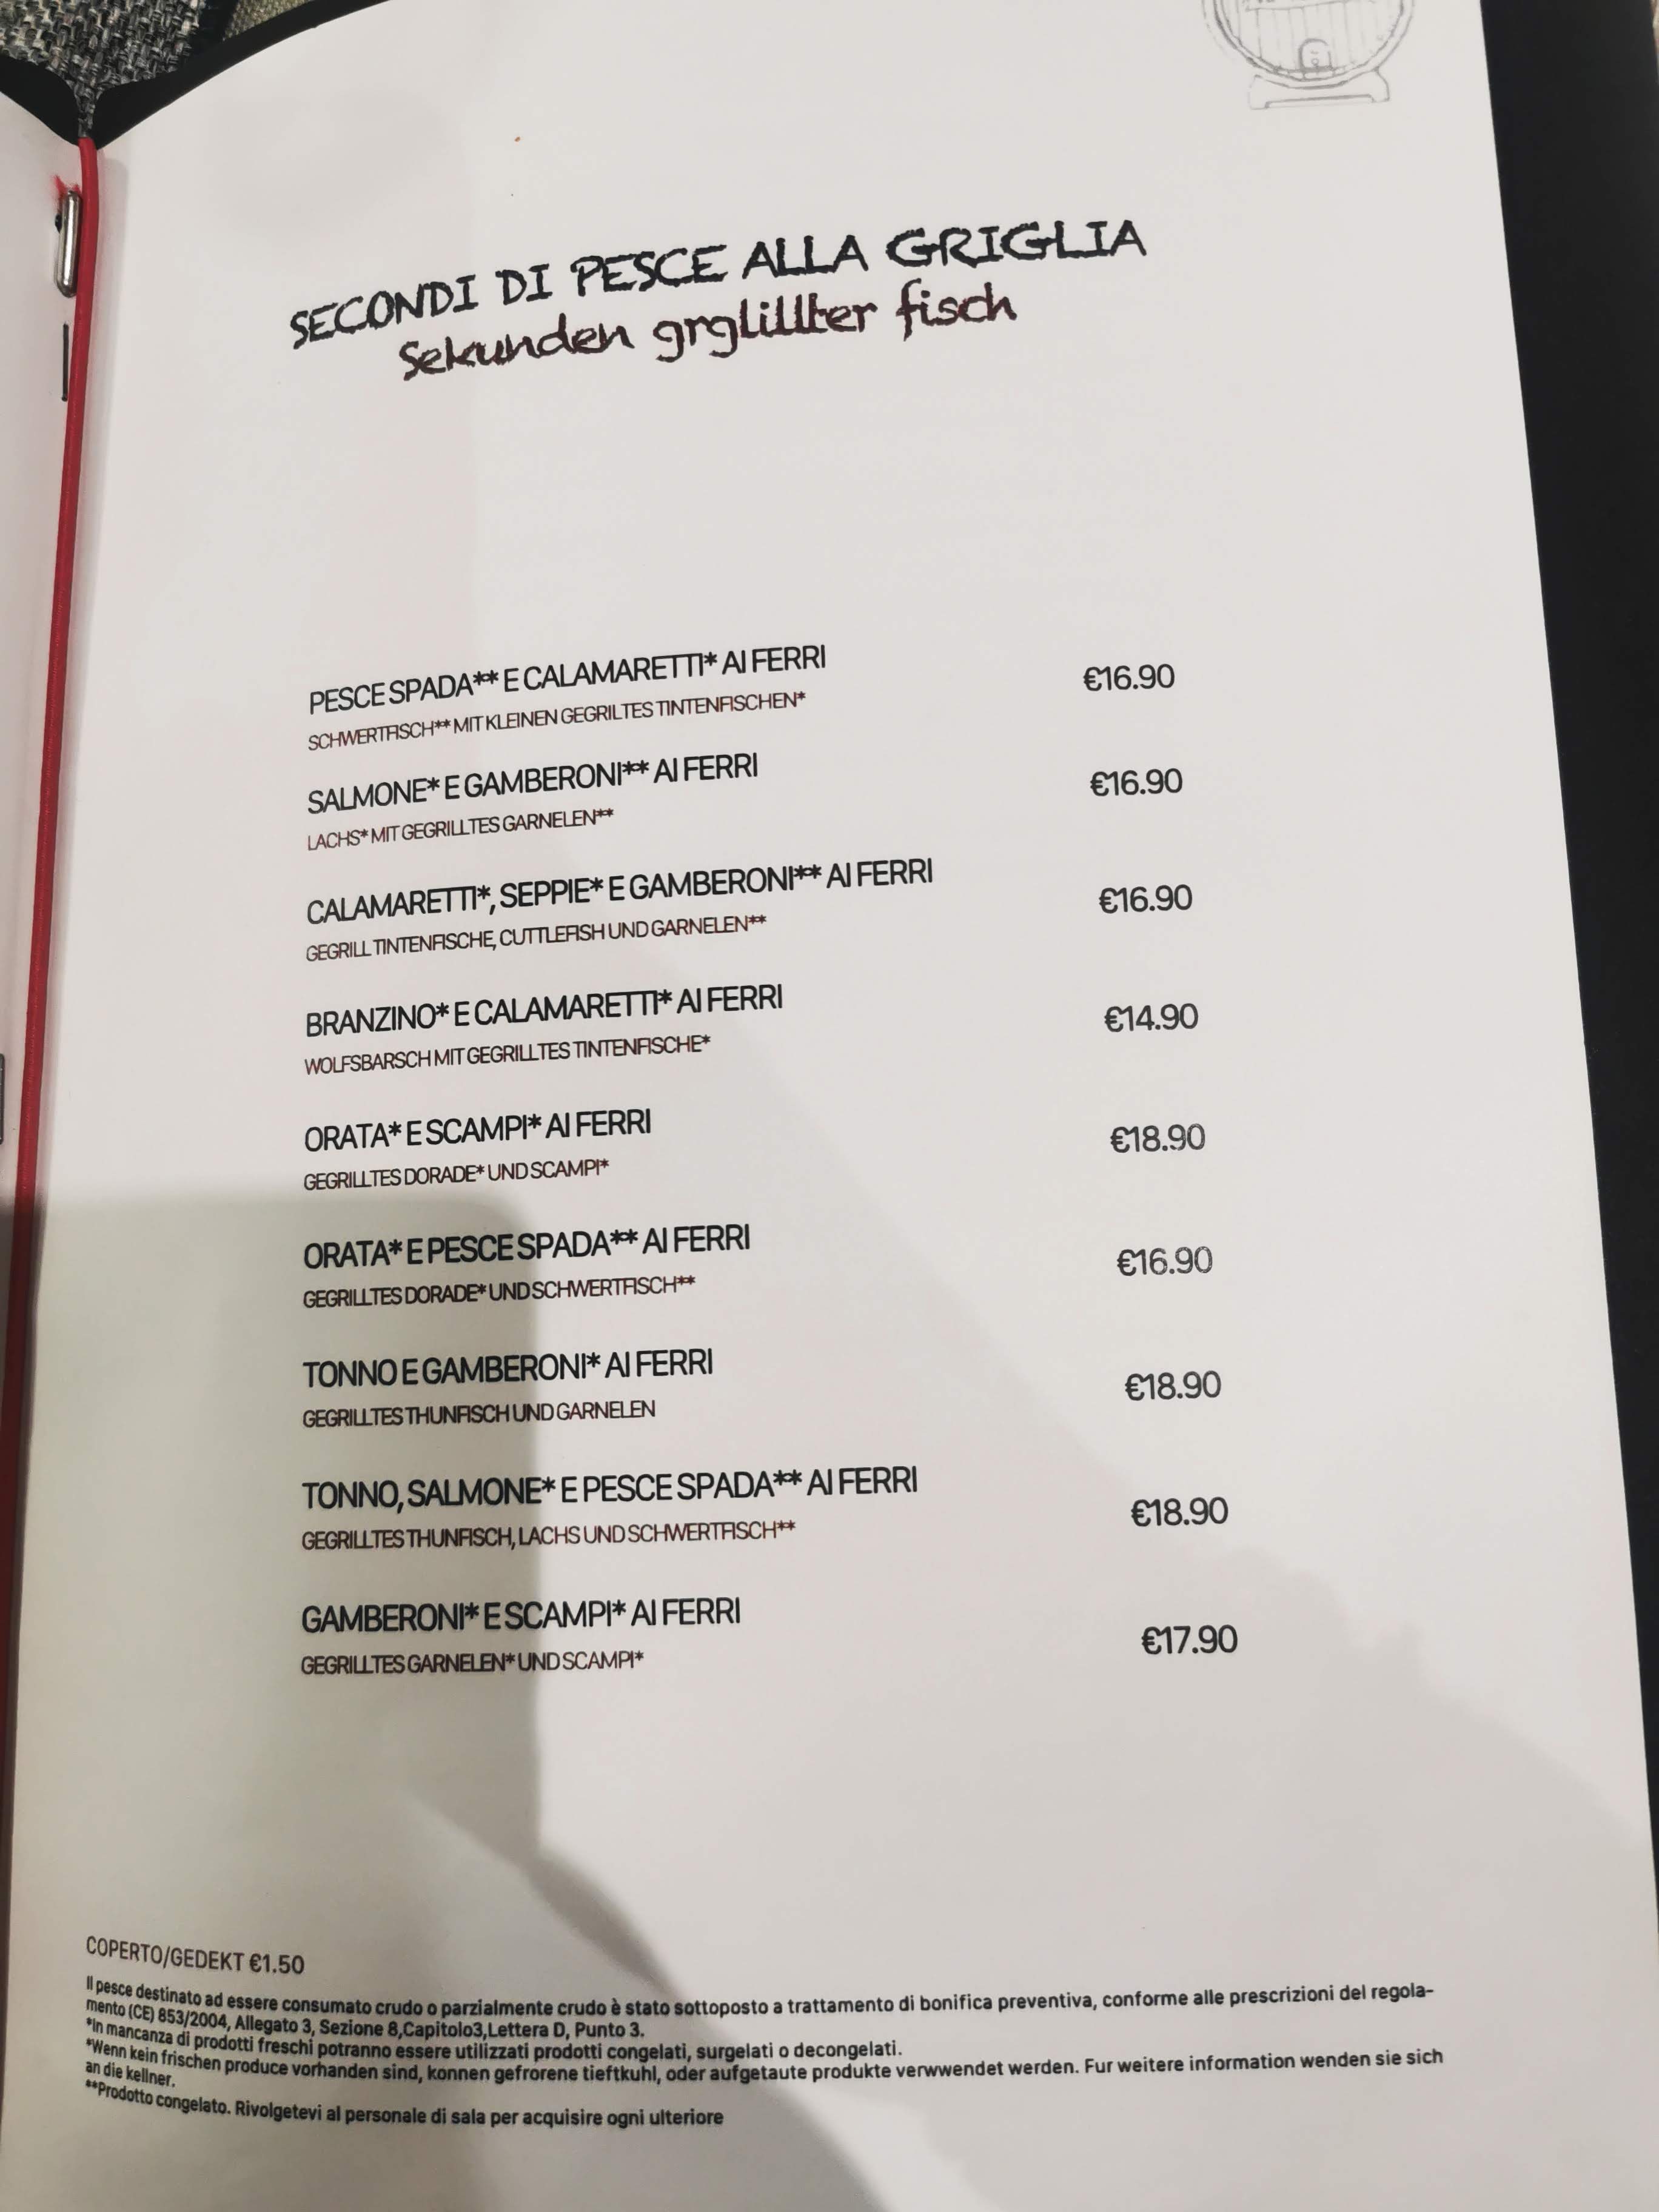 SECONDI DI PESCE ALLA GRIGLIA
Sekunden grglillter fisch
PESCE SPADA** E CALAMARETTI* AI FERRI €16.90
SCHWERTFISCH** MIT KLEINEN GEGRILTES TINTENFISCHEN*
SALMONE* E GAMBERONI** AI FERRI €16.90
LACHS* MIT GEGRILLTES GARNELEN**
CALAMARETTI*, SEPPIE* E GAMBERONI** AI FERRI €16.90
GEGRILL TINTENFISCHE, CUTTLEFISH UND GARNELEN**
BRANZINO* E CALAMARETTI* AI FERRI €14.90
WOLFSBARSCH MIT GEGRILLTES TINTENFISCHE*
ORATA* E SCAMPI* AI FERRI €18.90
GEGRILLTES DORADE* UND SCAMPI*
ORATA* E PESCE SPADA** AI FERRI €16.90
GEGRILLTES DORADE* UND SCHWERTFISCH**
TONNO E GAMBERONI* AI FERRI €18.90
GEGRILLTES THUNFISCH UND GARNELEN
TONNO, SALMONE* E PESCE SPADA** AI FERRI €18.90
GEGRILLTES THUNFISCH, LACHS UND SCHWERTFISCH**
GAMBERONI* E SCAMPI* AI FERRI €17.90
GEGRILLTES GARNELEN* UND SCAMPI*
COPERTO/GEDEKT €1.50
Il pesce destinato ad essere consumato crudo o parzialmente crudo è stato sottoposto a trattamento di bonifica preventiva, conforme alle prescrizioni del regola-
mento (CE) 853/2004, Allegato 3, Sezione 8,Capitolo3,Lettera D, Punto 3.
*In mancanza di prodotti freschi potranno essere utilizzati prodotti congelati, surgelati o decongelati.
*Wenn kein frischen produce vorhanden sind, konnen gefrorene tieftkuhl, oder aufgetaute produkte verwwendet werden. Fur weitere information wenden sie sich
an die kellner.
**Prodotto congelato. Rivolgetevi al personale di sala per acquisire ogni ulteriore